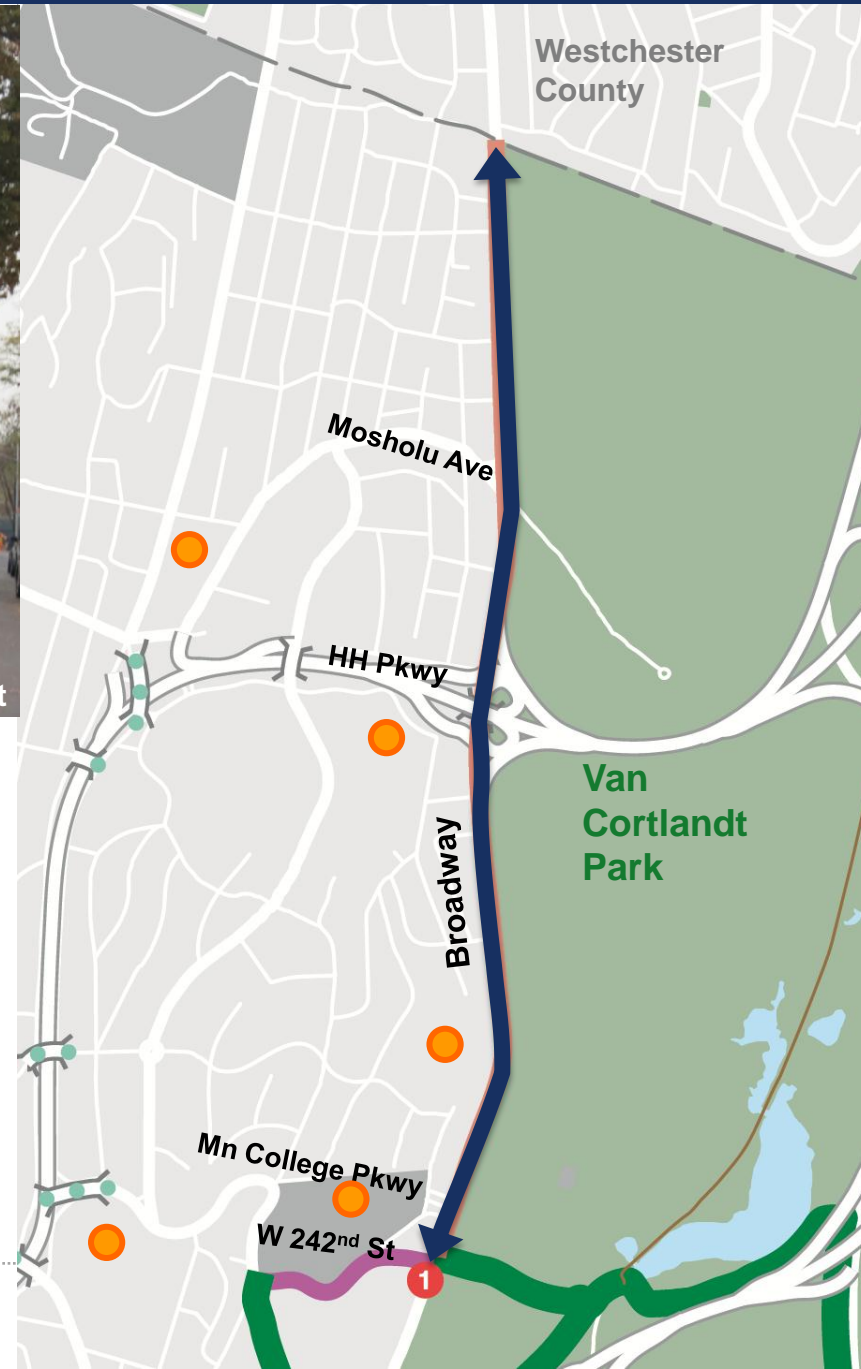 Westchester
County
Mosholu Ave
HH Pkwy
t
Van
Cortlandt
Park
Broadway
Mn College Pkwy
W 242nd St
1